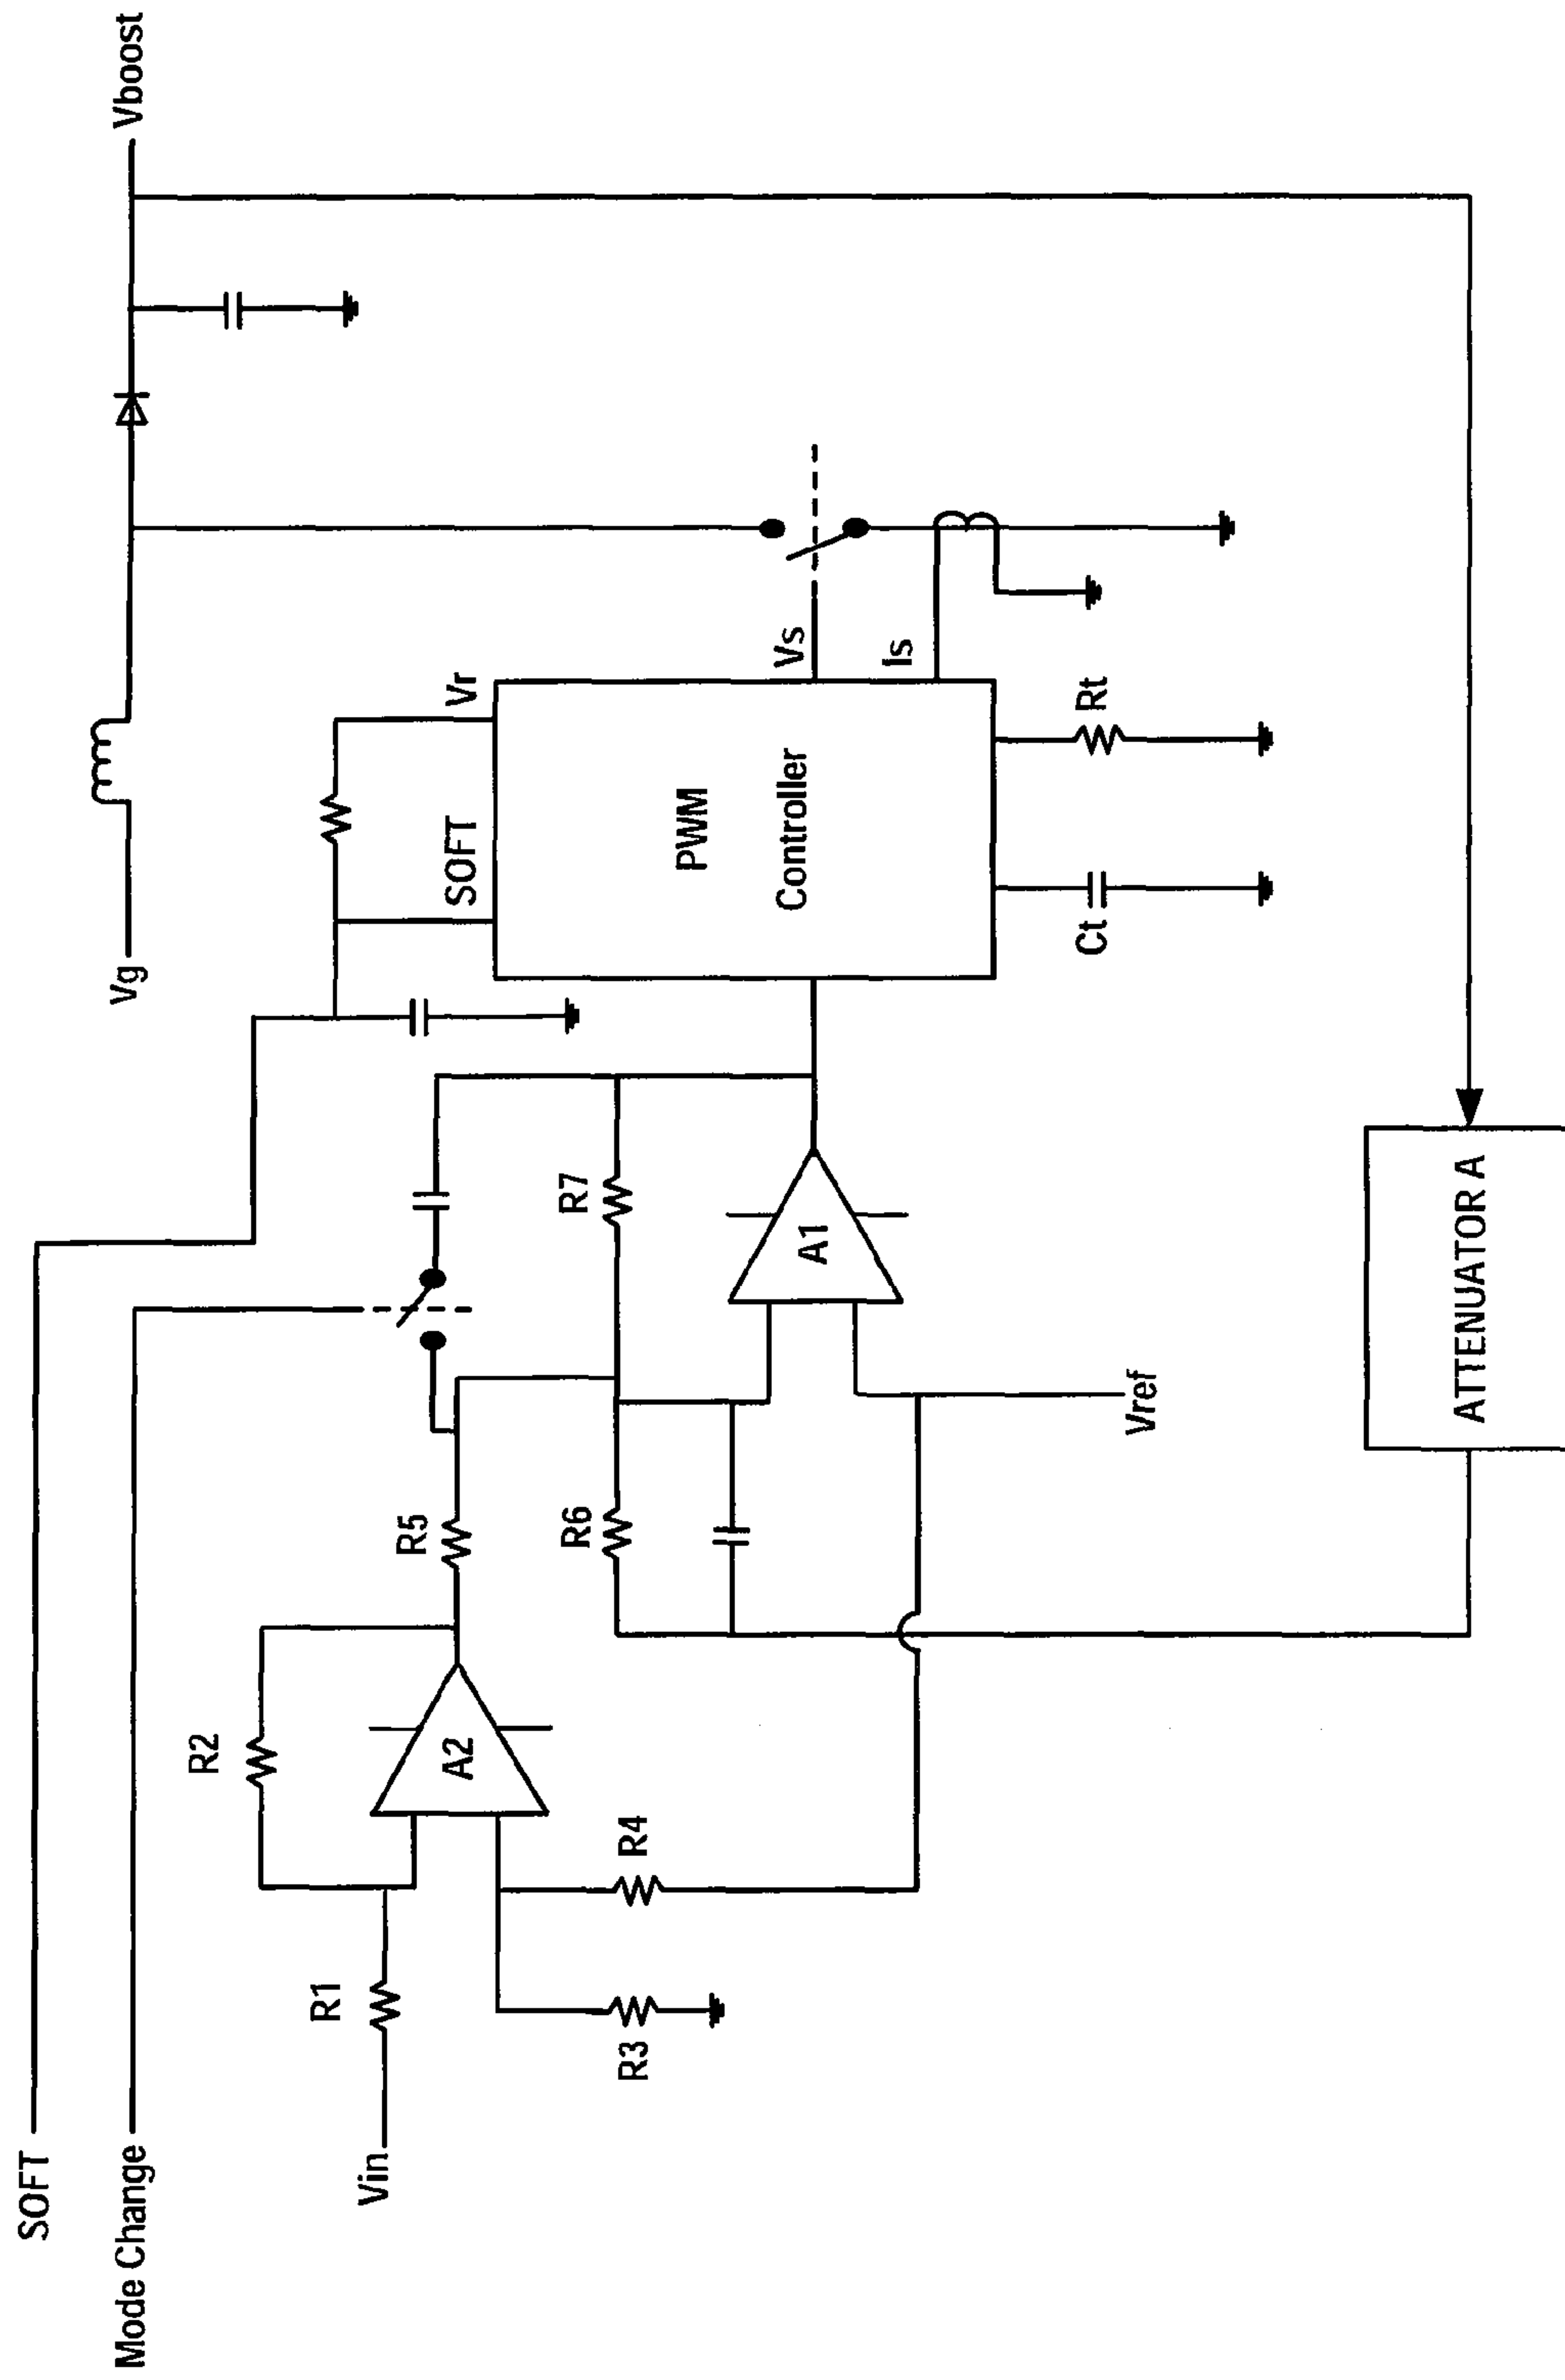 SOFT
Mode Change
Vin
R1
R2
A2
R3
R4
R5
R6
R7
A1
Vref
Vg
SOFT
Vr
PWM
Controller
Vs
Is
Ct
Rt
Vboost
ATTENUATOR A